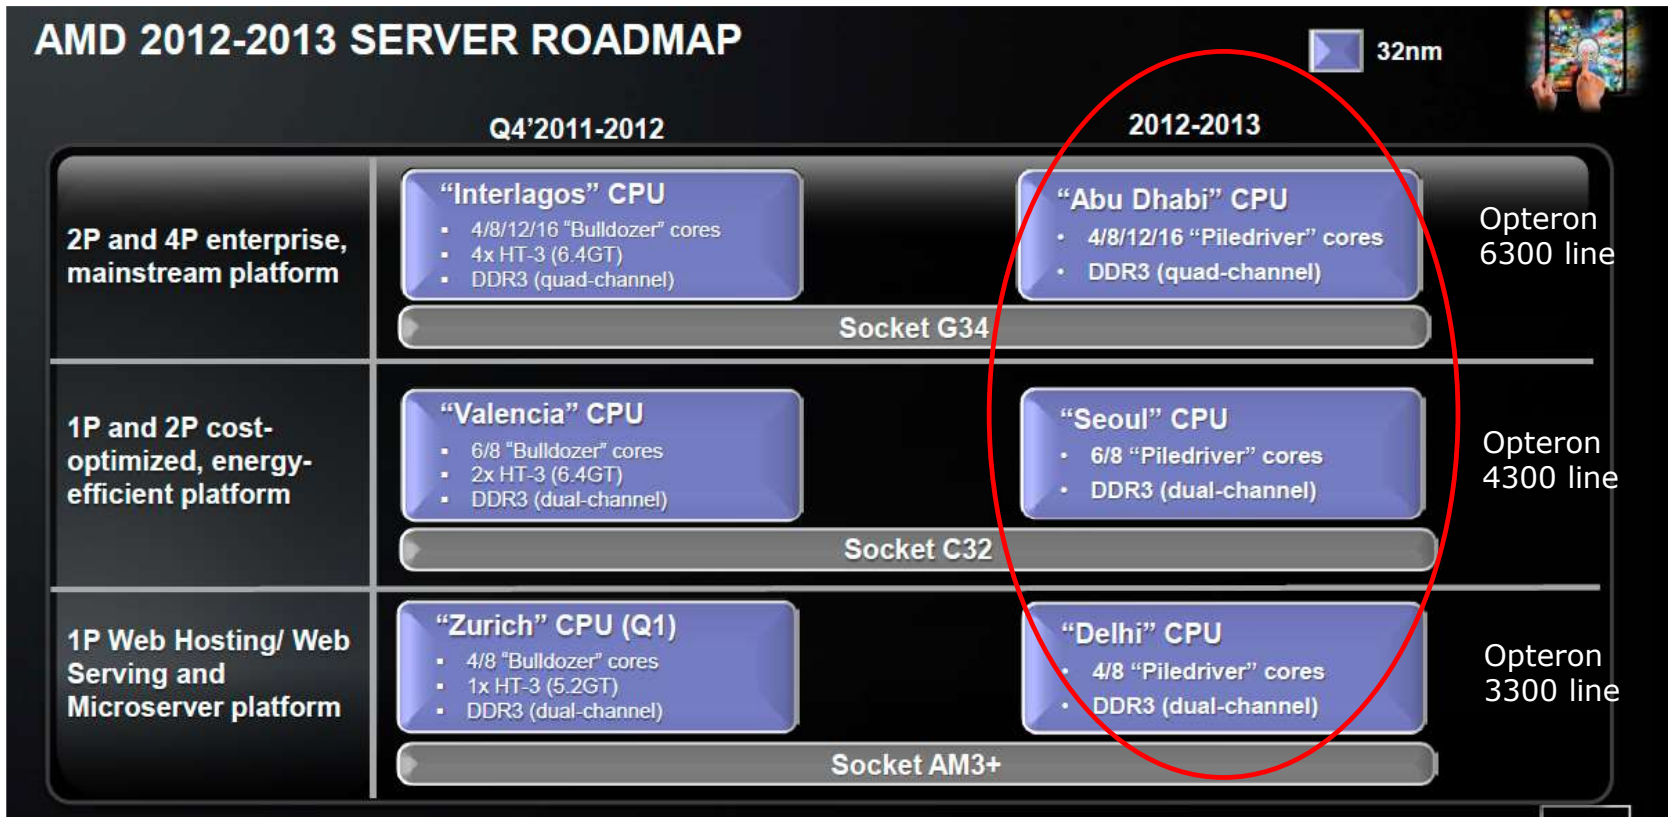 AMD 2012-2013 SERVER ROADMAP
32nm
Q4'2011-2012
2012-2013
2P and 4P enterprise,
mainstream platform
“Interlagos” CPU
▪ 4/8/12/16 “Bulldozer” cores
▪ 4x HT-3 (6.4GT)
▪ DDR3 (quad-channel)
“Abu Dhabi” CPU
• 4/8/12/16 “Piledriver” cores
• DDR3 (quad-channel)
Opteron
6300 line
Socket G34
1P and 2P cost-
optimized, energy-
efficient platform
“Valencia” CPU
▪ 6/8 “Bulldozer” cores
▪ 2x HT-3 (6.4GT)
▪ DDR3 (dual-channel)
“Seoul” CPU
• 6/8 “Piledriver” cores
• DDR3 (dual-channel)
Opteron
4300 line
Socket C32
1P Web Hosting/ Web
Serving and
Microserver platform
“Zurich” CPU (Q1)
▪ 4/8 “Bulldozer” cores
▪ 1x HT-3 (5.2GT)
▪ DDR3 (dual-channel)
“Delhi” CPU
• 4/8 “Piledriver” cores
• DDR3 (dual-channel)
Opteron
3300 line
Socket AM3+